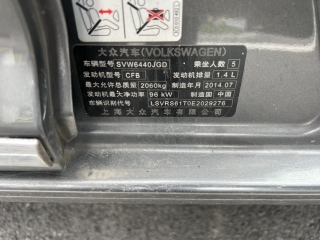 大众汽车(VOLKSWAGEN)
车辆型号 SVW6440JGD 乘坐人数 5
发动机型号 CFB 发动机排量 1.4 L
最大允许总质量 2060kg 制造年月 2014.07
发动机最大净功率 96 kW 制造国 中国
车辆识别代号 LSVRS61T0E2029276
上海大众汽车有限公司